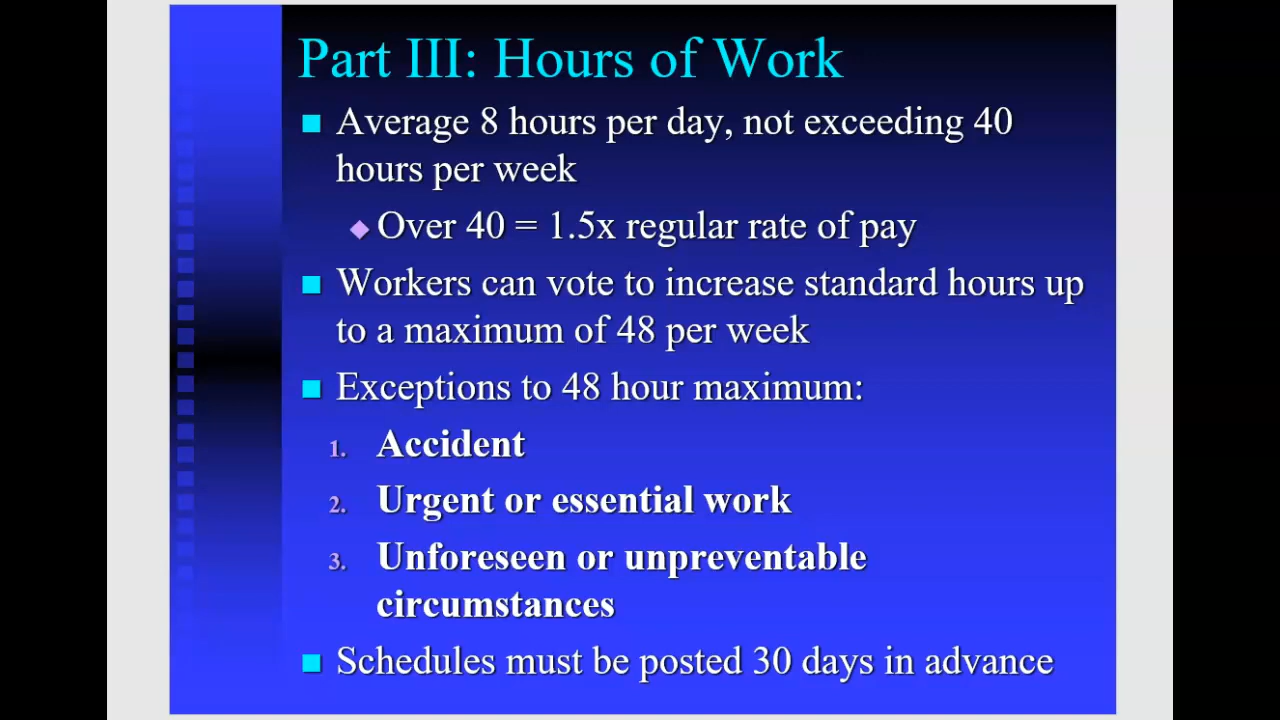 Part III: Hours of Work
Average 8 hours per day, not exceeding 40
hours per week
Over 40 = 1.5x regular rate of pay
Workers can vote to increase standard hours up
to a maximum of 48 per week
Exceptions to 48 hour maximum:
1. Accident
2. Urgent or essential work
3. Unforeseen or unpreventable
circumstances
Schedules must be posted 30 days in advance